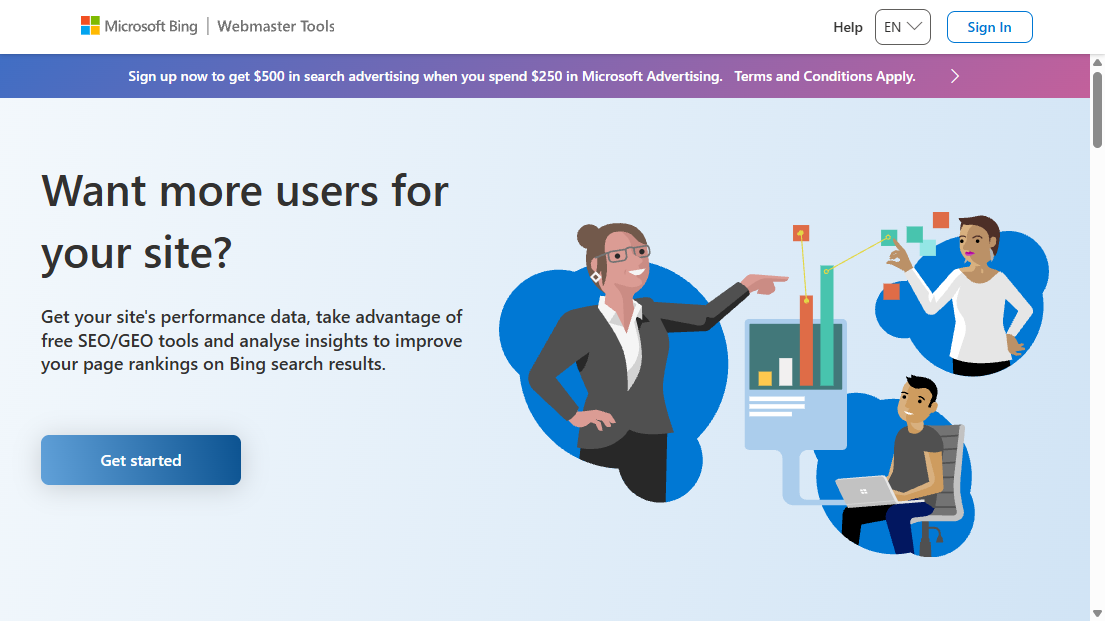 Microsoft Bing | Webmaster Tools
Help
EN
Sign In
Sign up now to get $500 in search advertising when you spend $250 in Microsoft Advertising. Terms and Conditions Apply.
Want more users for
your site?
Get your site's performance data, take advantage of
free SEO/GEO tools and analyse insights to improve
your page rankings on Bing search results.
Get started